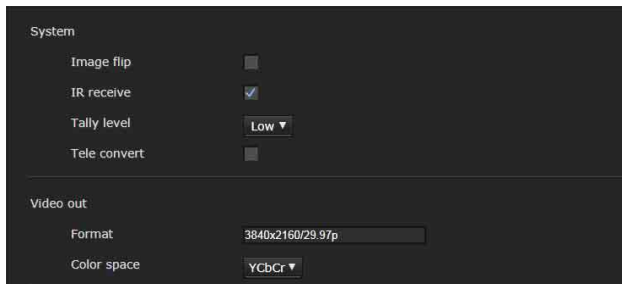 System
Image flip
IR receive
Tally level Low
Tele convert
Video out
Format 3840x2160/29.97p
Color space YCbCr